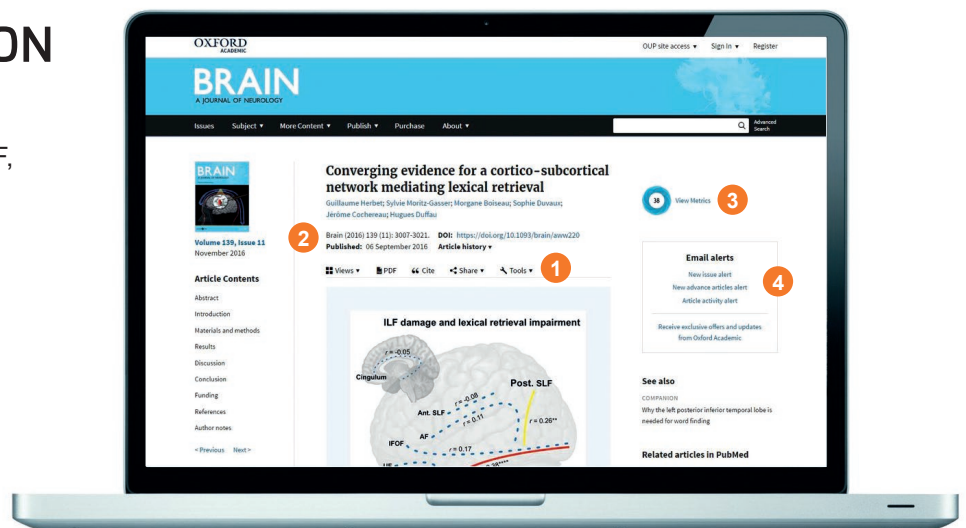 ON
F,
OXFORD
ACADEMIC
OUP site access ▾ Sign In ▾ Register
BRAIN
A JOURNAL OF NEUROLOGY
Issues Subject ▾ More Content ▾ Publish ▾ Purchase About ▾
Advanced
Search
BRAIN
Volume 139, Issue 11
November 2016
Article Contents
Abstract
Introduction
Materials and methods
Results
Discussion
Conclusion
Funding
References
Author notes
< Previous Next >
Converging evidence for a cortico-subcortical
network mediating lexical retrieval
Guillaume Herbet; Sylvie Moritz-Gasser; Morgane Boiseau; Sophie Duvaux;
Jérôme Cochereau; Hugues Duffau
2
Brain (2016) 139 (11): 3007-3021. DOI: https://doi.org/10.1093/brain/aww220
Published: 06 September 2016 Article history ▾
Views ▾ PDF Cite Share ▾ Tools ▾
1
ILF damage and lexical retrieval impairment
r = -0.05
Cingulum
Post. SLF
r = -0.08
Ant. SLF
r = 0.11
AF
r = 0.26**
IFOF
r = 0.17
38 View Metrics
3
Email alerts
New issue alert
New advance articles alert
Article activity alert
4
Receive exclusive offers and updates
from Oxford Academic
See also
COMPANION
Why the left posterior inferior temporal lobe is
needed for word finding
Related articles in PubMed